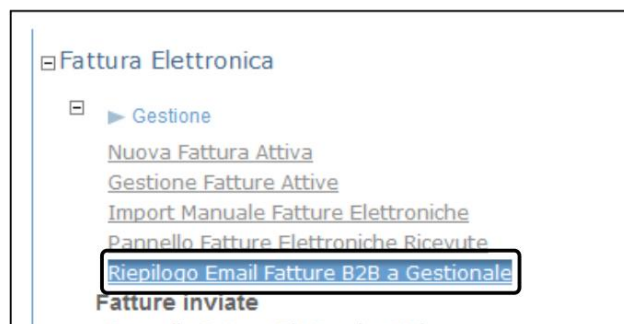 Fattura Elettronica
Gestione
Nuova Fattura Attiva
Gestione Fatture Attive
Import Manuale Fatture Elettroniche
Pannello Fatture Elettroniche Ricevute
Riepilogo Email Fatture B2B a Gestionale
Fatture inviate